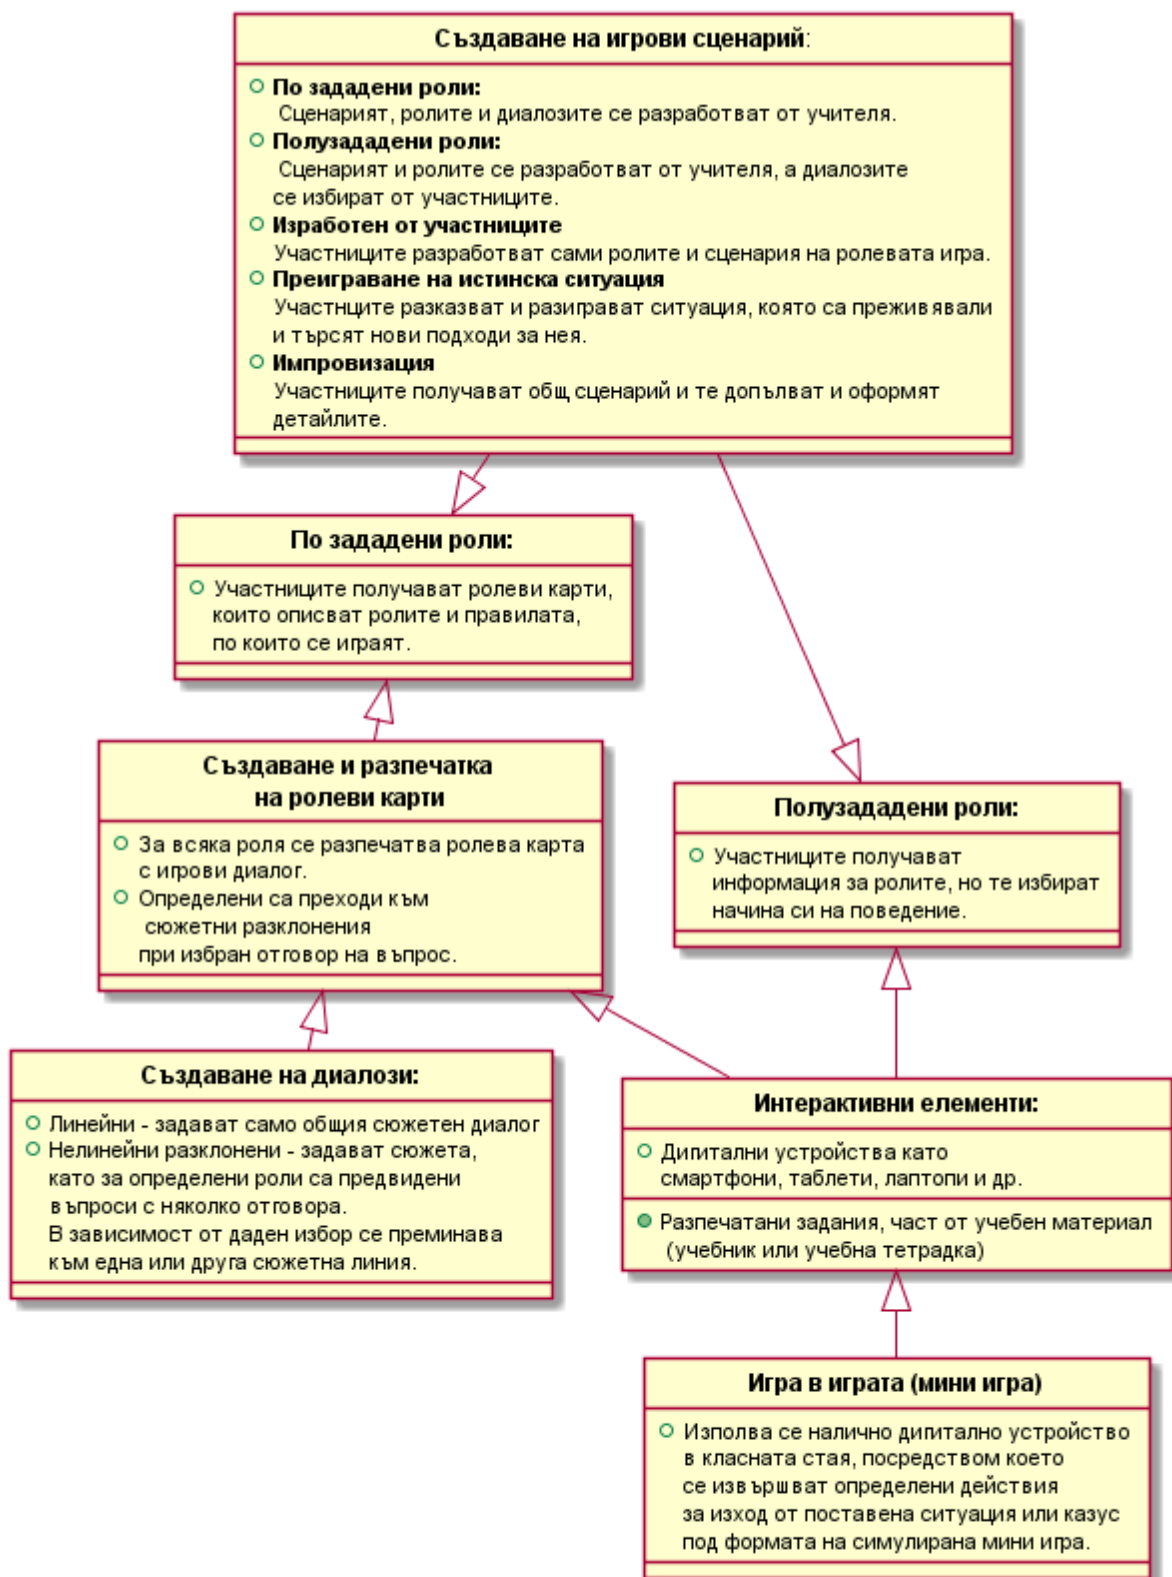 Създаване на игрови сценарий:
По зададени роли:
Сценарият, ролите и диалозите се разработват от учителя.
Полузададени роли:
Сценарият и ролите се разработват от учителя, а диалозите
се избират от участниците.
Изработен от участниците
Участниците разработват сами ролите и сценария на ролевата игра.
Преиграване на истинска ситуация
Участнците разказват и разиграват ситуация, която са преживявали
и търсят нови подходи за нея.
Импровизация
Участниците получават общ сценарий и те допълват и оформят
детайлите.
По зададени роли:
Участниците получават ролеви карти,
които описват ролите и правилата,
по които се играят.
Създаване и разпечатка
на ролеви карти
За всяка роля се разпечатва ролева карта
с игрови диалог.
Определени са преходи към
сюжетни разклонения
при избран отговор на въпрос.
Полузададени роли:
Участниците получават
информация за ролите, но те избират
начина си на поведение.
Създаване на диалози:
Линейни - задават само общия сюжетен диалог
Нелинейни разклонени - задават сюжета,
като за определени роли са предвидени
въпроси с няколко отговора.
В зависимост от даден избор се преминава
към една или друга сюжетна линия.
Интерактивни елементи:
Дигитални устройства като
смартфони, таблети, лаптопи и др.
Разпечатани задания, част от учебен материал
(учебник или учебна тетрадка)
Игра в играта (мини игра)
Изполва се налично дигитално устройство
в класната стая, посредством което
се извършват определени действия
за изход от поставена ситуация или казус
под формата на симулирана мини игра.